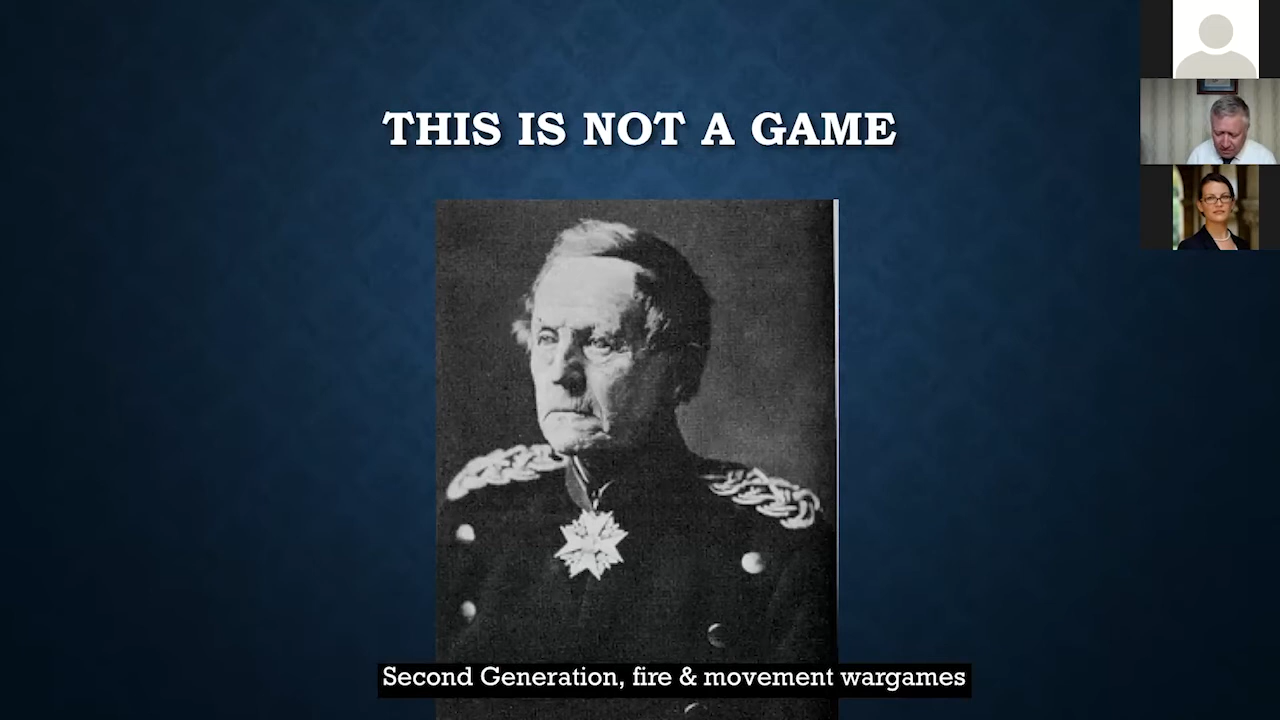 THIS IS NOT A GAME
Second Generation, fire & movement wargames